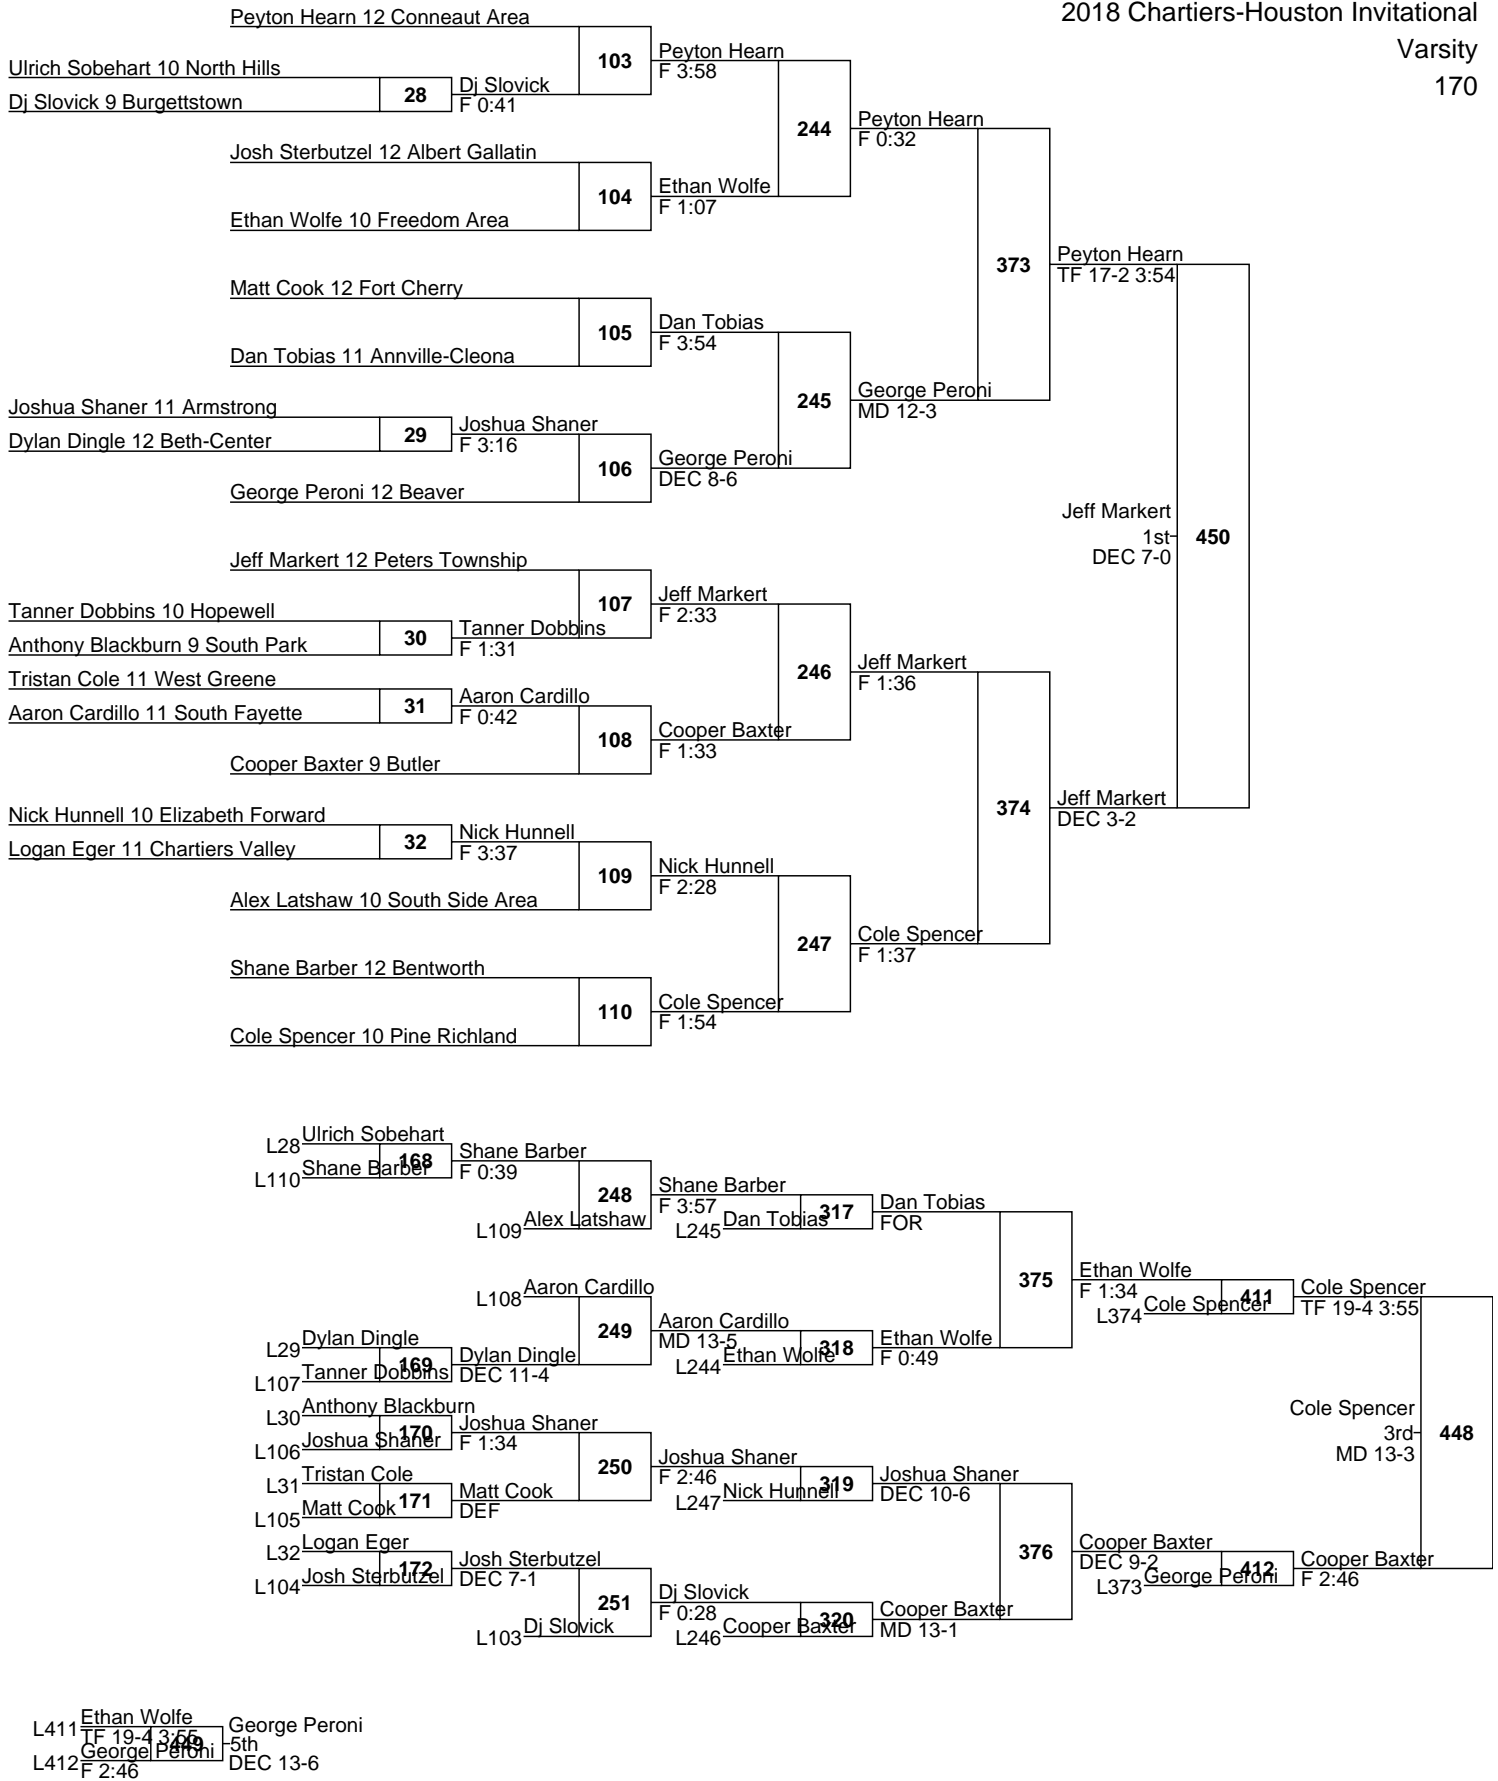 2018 Chartiers-Houston Invitational
Varsity
170
Peyton Hearn 12 Conneaut Area
103
Peyton Hearn
F 3:58
Ulrich Sobehart 10 North Hills
28
Dj Slovick
F 0:41
Dj Slovick 9 Burgettstown
244
Peyton Hearn
F 0:32
Josh Sterbutzel 12 Albert Gallatin
104
Ethan Wolfe
F 1:07
Ethan Wolfe 10 Freedom Area
373
Peyton Hearn
TF 17-2 3:54
Matt Cook 12 Fort Cherry
105
Dan Tobias
F 3:54
Dan Tobias 11 Annville-Cleona
245
George Peroni
MD 12-3
Joshua Shaner 11 Armstrong
29
Joshua Shaner
F 3:16
Dylan Dingle 12 Beth-Center
106
George Peroni
DEC 8-6
George Peroni 12 Beaver
Jeff Markert
1st
DEC 7-0
450
Jeff Markert 12 Peters Township
107
Jeff Markert
F 2:33
Tanner Dobbins 10 Hopewell
30
Tanner Dobbins
F 1:31
Anthony Blackburn 9 South Park
246
Jeff Markert
F 1:36
Tristan Cole 11 West Greene
31
Aaron Cardillo
F 0:42
Aaron Cardillo 11 South Fayette
108
Cooper Baxter
F 1:33
Cooper Baxter 9 Butler
374
Jeff Markert
DEC 3-2
Nick Hunnell 10 Elizabeth Forward
32
Nick Hunnell
F 3:37
Logan Eger 11 Chartiers Valley
109
Nick Hunnell
F 2:28
Alex Latshaw 10 South Side Area
247
Cole Spencer
F 1:37
Shane Barber 12 Bentworth
110
Cole Spencer
F 1:54
Cole Spencer 10 Pine Richland
L28 Ulrich Sobehart
168
Shane Barber
F 0:39
L110 Shane Barber
248
Shane Barber
F 3:57
L109 Alex Latshaw
317
Dan Tobias
FOR
L245 Dan Tobias
375
Ethan Wolfe
F 1:34
L108 Aaron Cardillo
249
Aaron Cardillo
MD 13-5
L29 Dylan Dingle
169
Dylan Dingle
DEC 11-4
L107 Tanner Dobbins
318
Ethan Wolfe
F 0:49
L244 Ethan Wolfe
411
Cole Spencer
TF 19-4 3:55
L374 Cole Spencer
L30 Anthony Blackburn
170
Joshua Shaner
F 1:34
L106 Joshua Shaner
250
Joshua Shaner
F 2:46
L31 Tristan Cole
171
Matt Cook
DEF
L105 Matt Cook
319
Joshua Shaner
DEC 10-6
L247 Nick Hunnell
Cole Spencer
3rd
MD 13-3
448
L32 Logan Eger
172
Josh Sterbutzel
DEC 7-1
L104 Josh Sterbutzel
376
Cooper Baxter
DEC 9-2
251
Dj Slovick
F 0:28
L103 Dj Slovick
320
Cooper Baxter
MD 13-1
L246 Cooper Baxter
412
Cooper Baxter
F 2:46
L373 George Peroni
L411 Ethan Wolfe
TF 19-4 3:55
449
George Peroni
5th
DEC 13-6
L412 George Peroni
F 2:46